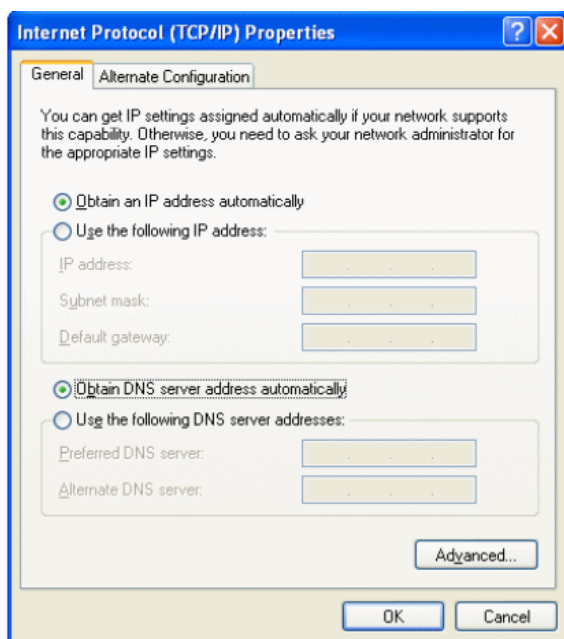 Internet Protocol (TCP/IP) Properties
General
Alternate Configuration
You can get IP settings assigned automatically if your network supports
this capability. Otherwise, you need to ask your network administrator for
the appropriate IP settings.
Obtain an IP address automatically
Use the following IP address:
IP address:
Subnet mask:
Default gateway:
Obtain DNS server address automatically
Use the following DNS server addresses:
Preferred DNS server:
Alternate DNS server:
Advanced...
OK
Cancel